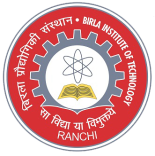 बिरला प्रौद्योगिकी संस्थान • BIRLA INSTITUTE OF TECHNOLOGY
सा विद्या या विमुक्तये
RANCHI